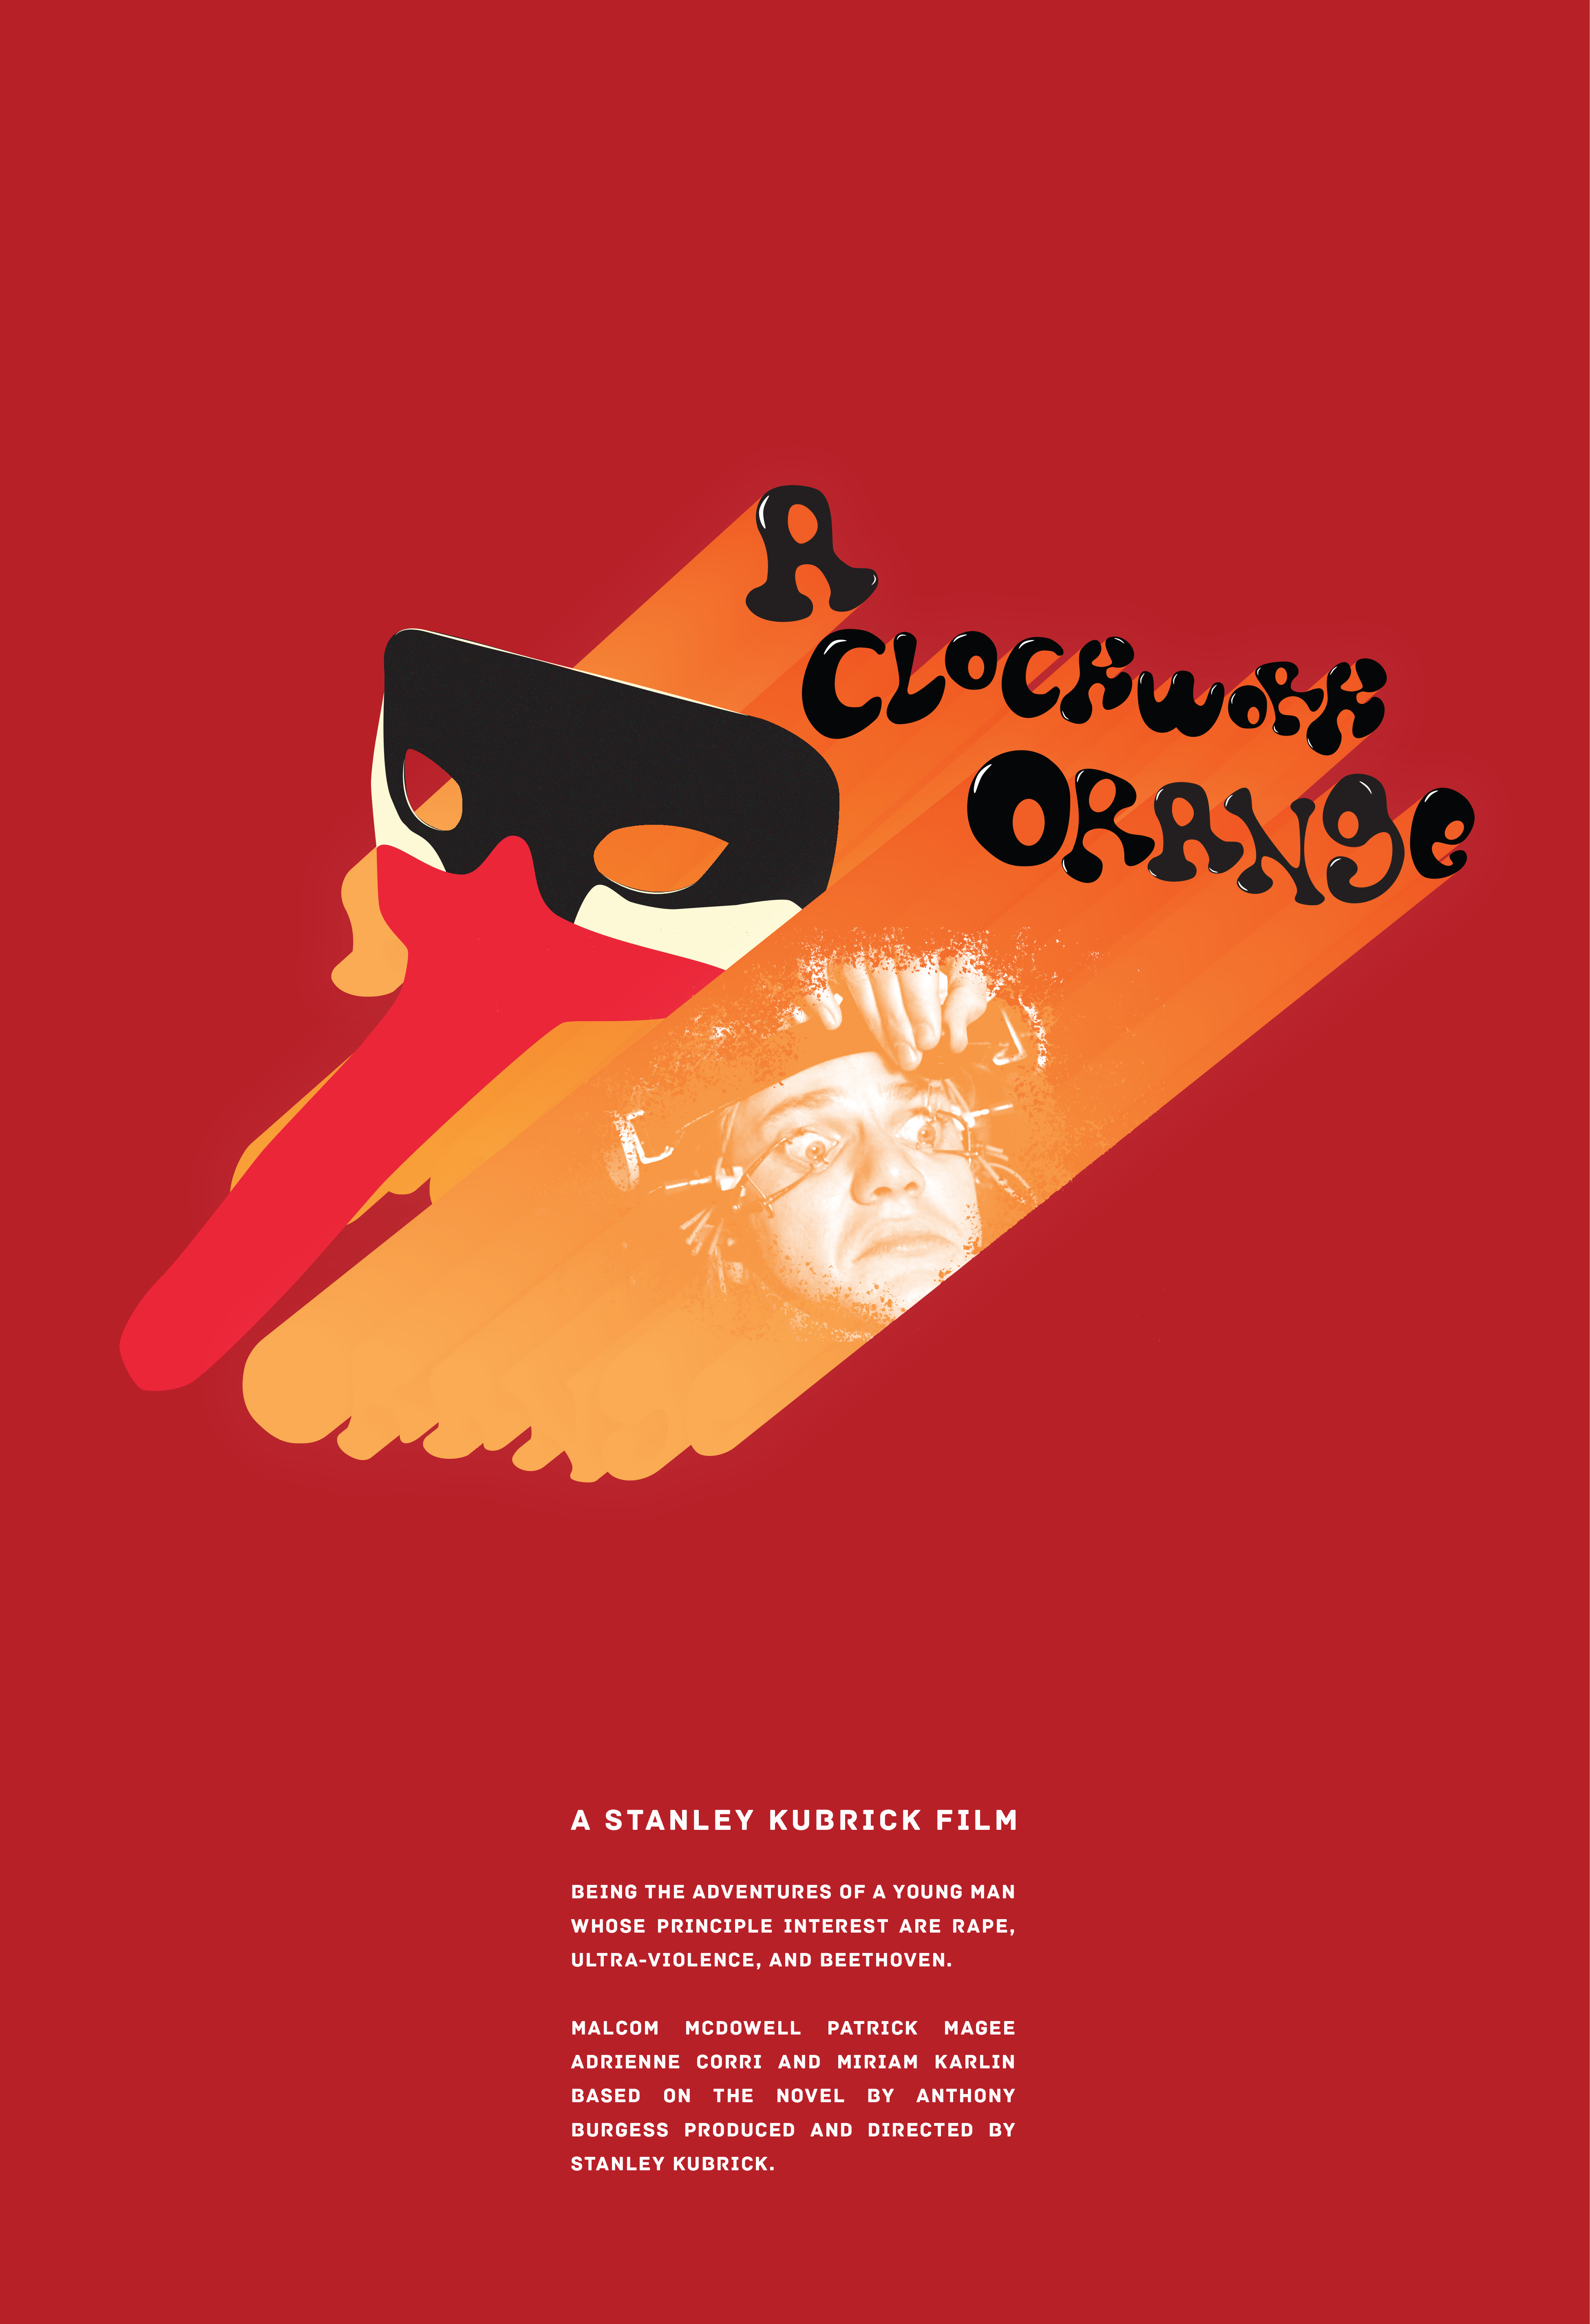 A
CLOCKWORK
ORANge
A STANLEY KUBRICK FILM
BEING THE ADVENTURES OF A YOUNG MAN
WHOSE PRINCIPLE INTEREST ARE RAPE,
ULTRA-VIOLENCE, AND BEETHOVEN.
MALCOM MCDOWELL PATRICK MAGEE
ADRIENNE CORRI AND MIRIAM KARLIN
BASED ON THE NOVEL BY ANTHONY
BURGESS PRODUCED AND DIRECTED BY
STANLEY KUBRICK.